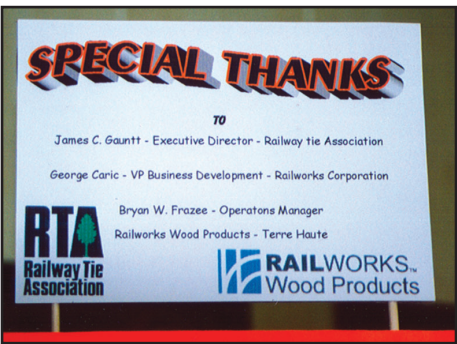 SPECIAL THANKS
TO
James C. Gauntt - Executive Director - Railway tie Association
George Caric - VP Business Development - Railworks Corporation
Bryan W. Frazee - Operatons Manager
Railworks Wood Products - Terre Haute
RTA
Railway Tie
Association
RAILWORKS™
Wood Products